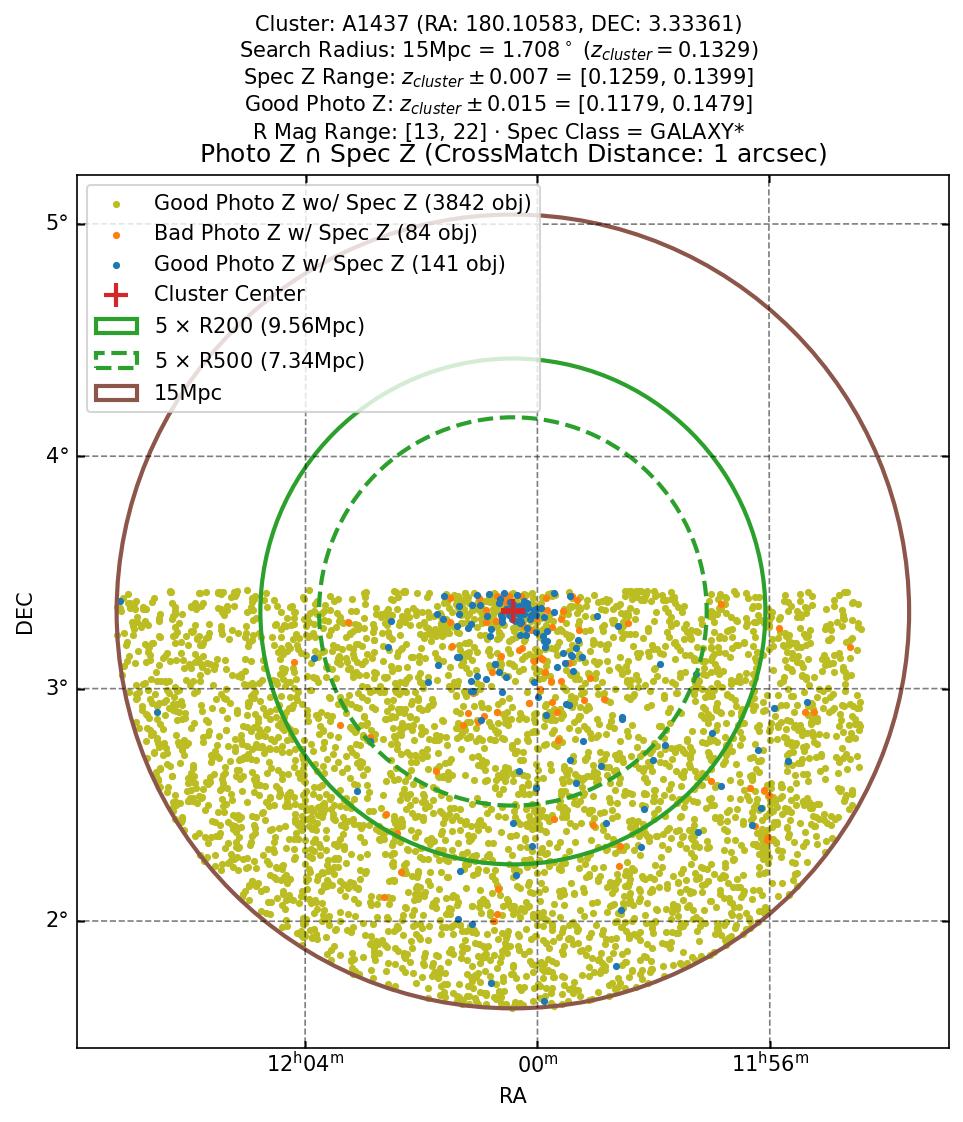 Cluster: A1437 (RA: 180.10583, DEC: 3.33361)
Search Radius: 15Mpc = 1.708° (z_cluster = 0.1329)
Spec Z Range: z_cluster ± 0.007 = [0.1259, 0.1399]
Good Photo Z: z_cluster ± 0.015 = [0.1179, 0.1479]
R Mag Range: [13, 22] · Spec Class = GALAXY*
Photo Z ∩ Spec Z (CrossMatch Distance: 1 arcsec)
Good Photo Z wo/ Spec Z (3842 obj)
Bad Photo Z w/ Spec Z (84 obj)
Good Photo Z w/ Spec Z (141 obj)
Cluster Center
5 × R200 (9.56Mpc)
5 × R500 (7.34Mpc)
15Mpc
5°
4°
3°
2°
DEC
12h04m
00m
11h56m
RA